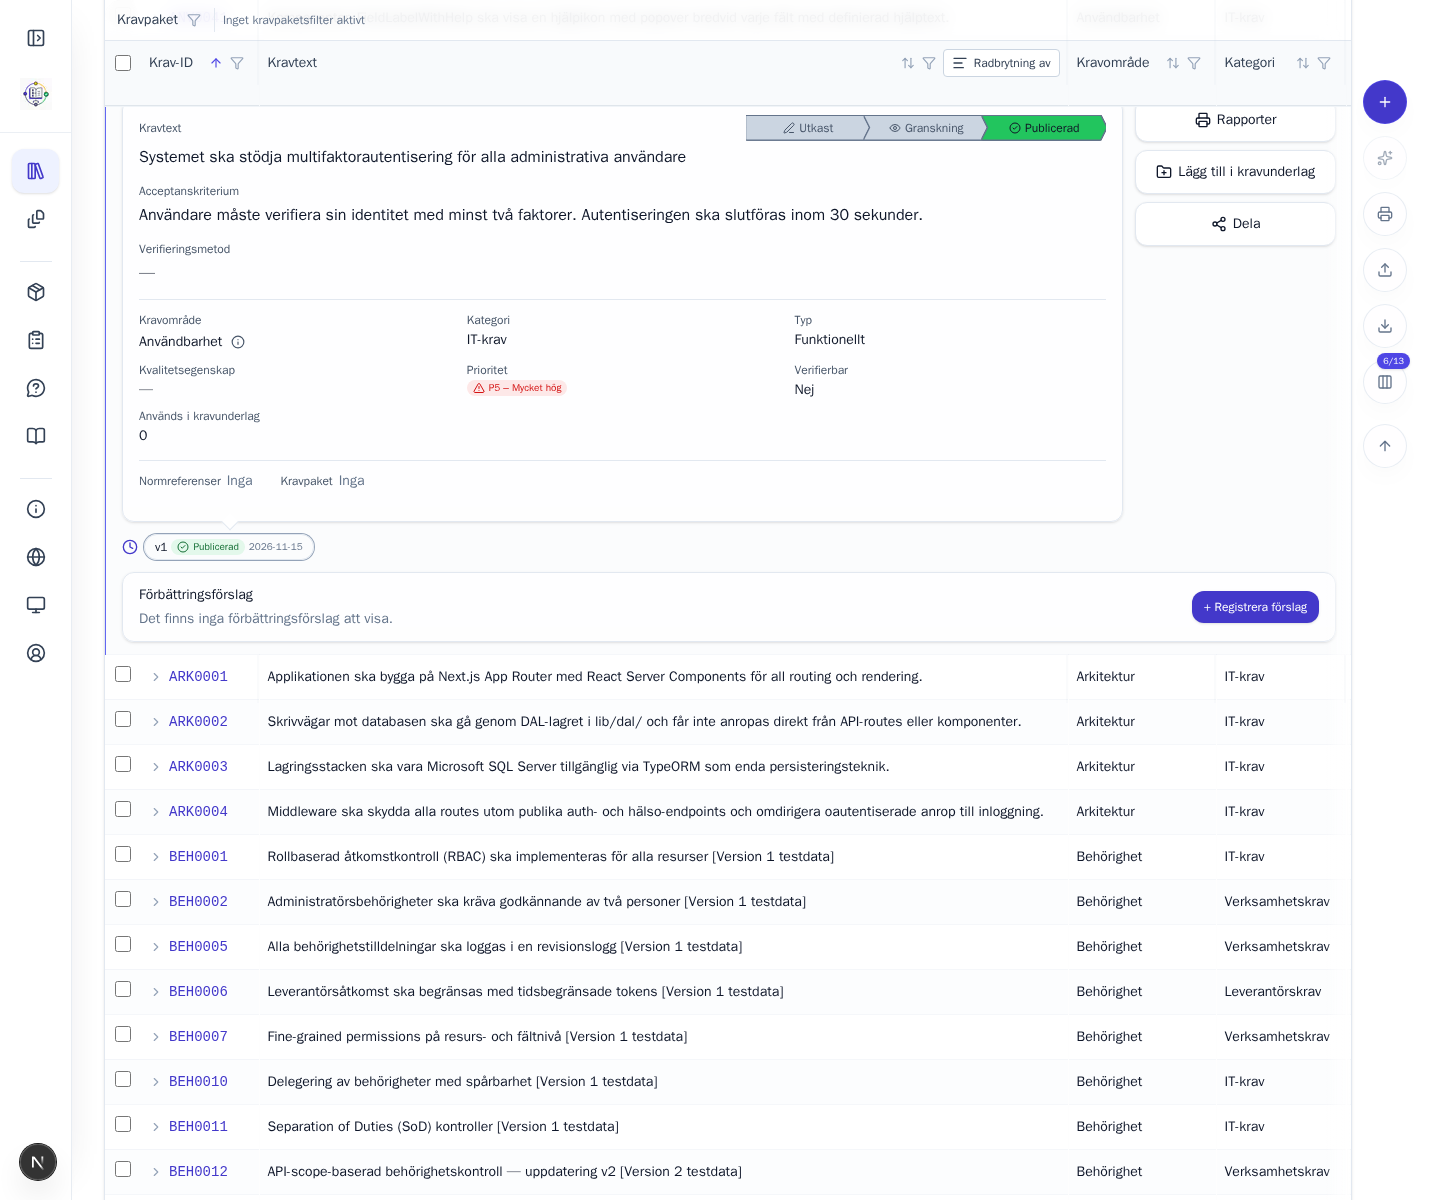 Kravpaket Inget kravpaketsfilter aktivt
Krav-ID Kravtext Radbrytning av Kravområde Kategori
Kravtext
Utkast Granskning Publicerad
Systemet ska stödja multifaktorautentisering för alla administrativa användare
Acceptanskriterium
Användare måste verifiera sin identitet med minst två faktorer. Autentiseringen ska slutföras inom 30 sekunder.
Verifieringsmetod
—
Kravområde Kategori Typ
Användbarhet IT-krav Funktionellt
Kvalitetsegenskap Prioritet Verifierbar
— P5 – Mycket hög Nej
Används i kravunderlag
0
Normreferenser Inga Kravpaket Inga
Rapporter
Lägg till i kravunderlag
Dela
6/13
v1 Publicerad 2026-11-15
Förbättringsförslag
Det finns inga förbättringsförslag att visa.
+ Registrera förslag
ARK0001 Applikationen ska bygga på Next.js App Router med React Server Components för all routing och rendering. Arkitektur IT-krav
ARK0002 Skrivvägar mot databasen ska gå genom DAL-lagret i lib/dal/ och får inte anropas direkt från API-routes eller komponenter. Arkitektur IT-krav
ARK0003 Lagringsstacken ska vara Microsoft SQL Server tillgänglig via TypeORM som enda persisteringsteknik. Arkitektur IT-krav
ARK0004 Middleware ska skydda alla routes utom publika auth- och hälso-endpoints och omdirigera oautentiserade anrop till inloggning. Arkitektur IT-krav
BEH0001 Rollbaserad åtkomstkontroll (RBAC) ska implementeras för alla resurser [Version 1 testdata] Behörighet IT-krav
BEH0002 Administratörsbehörigheter ska kräva godkännande av två personer [Version 1 testdata] Behörighet Verksamhetskrav
BEH0005 Alla behörighetstilldelningar ska loggas i en revisionslogg [Version 1 testdata] Behörighet Verksamhetskrav
BEH0006 Leverantörsåtkomst ska begränsas med tidsbegränsade tokens [Version 1 testdata] Behörighet Leverantörskrav
BEH0007 Fine-grained permissions på resurs- och fältnivå [Version 1 testdata] Behörighet Verksamhetskrav
BEH0010 Delegering av behörigheter med spårbarhet [Version 1 testdata] Behörighet IT-krav
BEH0011 Separation of Duties (SoD) kontroller [Version 1 testdata] Behörighet IT-krav
BEH0012 API-scope-baserad behörighetskontroll — uppdatering v2 [Version 2 testdata] Behörighet Verksamhetskrav
N